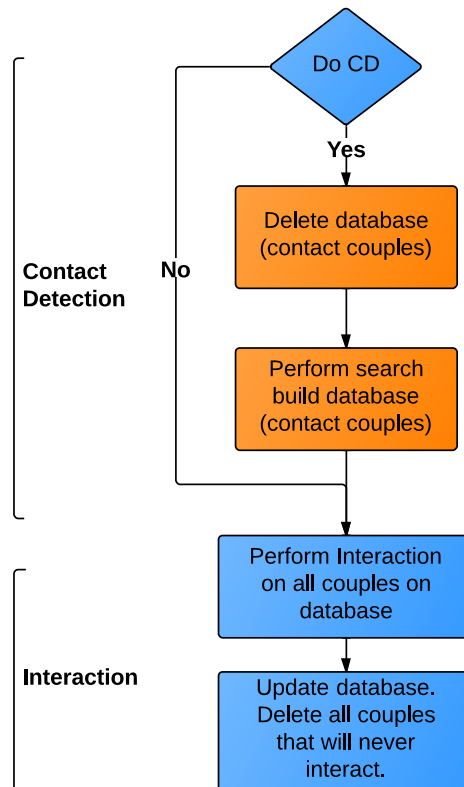 Do CD
Yes
Delete database
(contact couples)
Contact
Detection
No
Perform search
build database
(contact couples)
Perform Interaction
on all couples on
database
Interaction
Update database.
Delete all couples
that will never
interact.